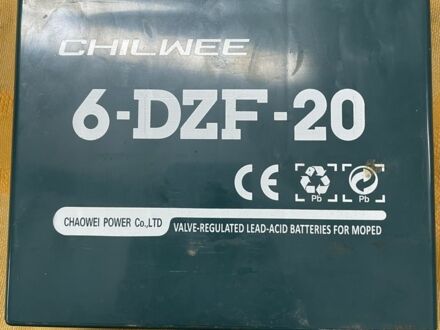 CHILWEE
6-DZF-20
CE
Pb Pb
CHAOWEI POWER Co.,LTD VALVE-REGULATED LEAD-ACID BATTERIES FOR MOPED